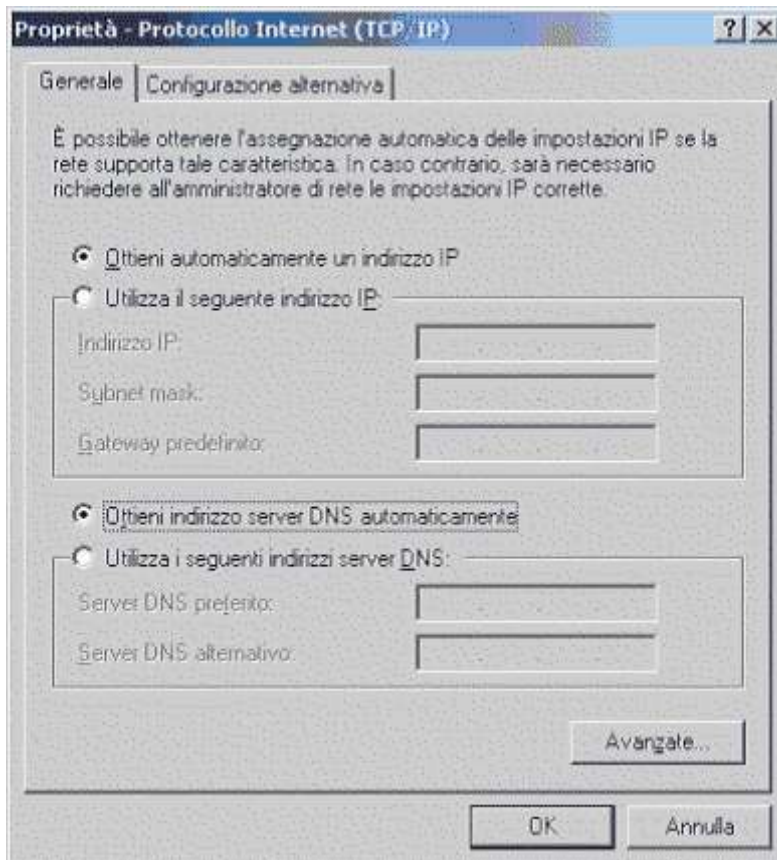 Proprietà - Protocollo Internet (TCP/IP)
Generale
Configurazione alternativa
È possibile ottenere l'assegnazione automatica delle impostazioni IP se la
rete supporta tale caratteristica. In caso contrario, sarà necessario
richiedere all'amministratore di rete le impostazioni IP corrette.
Ottieni automaticamente un indirizzo IP
Utilizza il seguente indirizzo IP:
Indirizzo IP:
Subnet mask:
Gateway predefinito:
Ottieni indirizzo server DNS automaticamente
Utilizza i seguenti indirizzi server DNS:
Server DNS preferito:
Server DNS alternativo:
Avanzate...
OK
Annulla